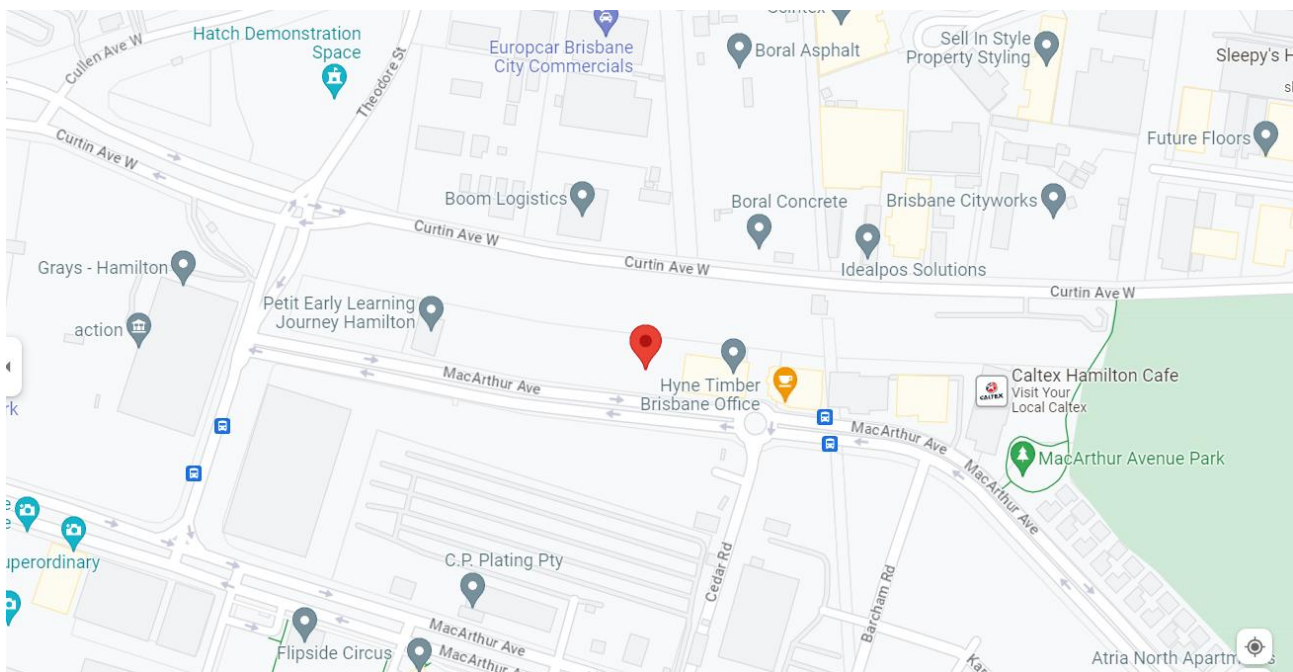 Cullen Ave W
Hatch Demonstration
Space
Theodore St
Europcar Brisbane
City Commercials
Boral Asphalt
Sell In Style
Property Styling
Sleepy's
Future Floors
Curtin Ave W
Boom Logistics
Boral Concrete
Brisbane Cityworks
Curtin Ave W
Curtin Ave W
Idealpos Solutions
Grays - Hamilton
Curtin Ave W
Petit Early Learning
Journey Hamilton
action
MacArthur Ave
Hyne Timber
Brisbane Office
CALTEX
Caltex Hamilton Cafe
Visit Your
Local Caltex
MacArthur Ave
MacArthur Avenue Park
MacArthur Ave
uperordinary
C.P. Plating Pty
Cedar Rd
Barcham Rd
MacArthur Ave
Flipside Circus
MacArthur Ave
Atria North Apartm